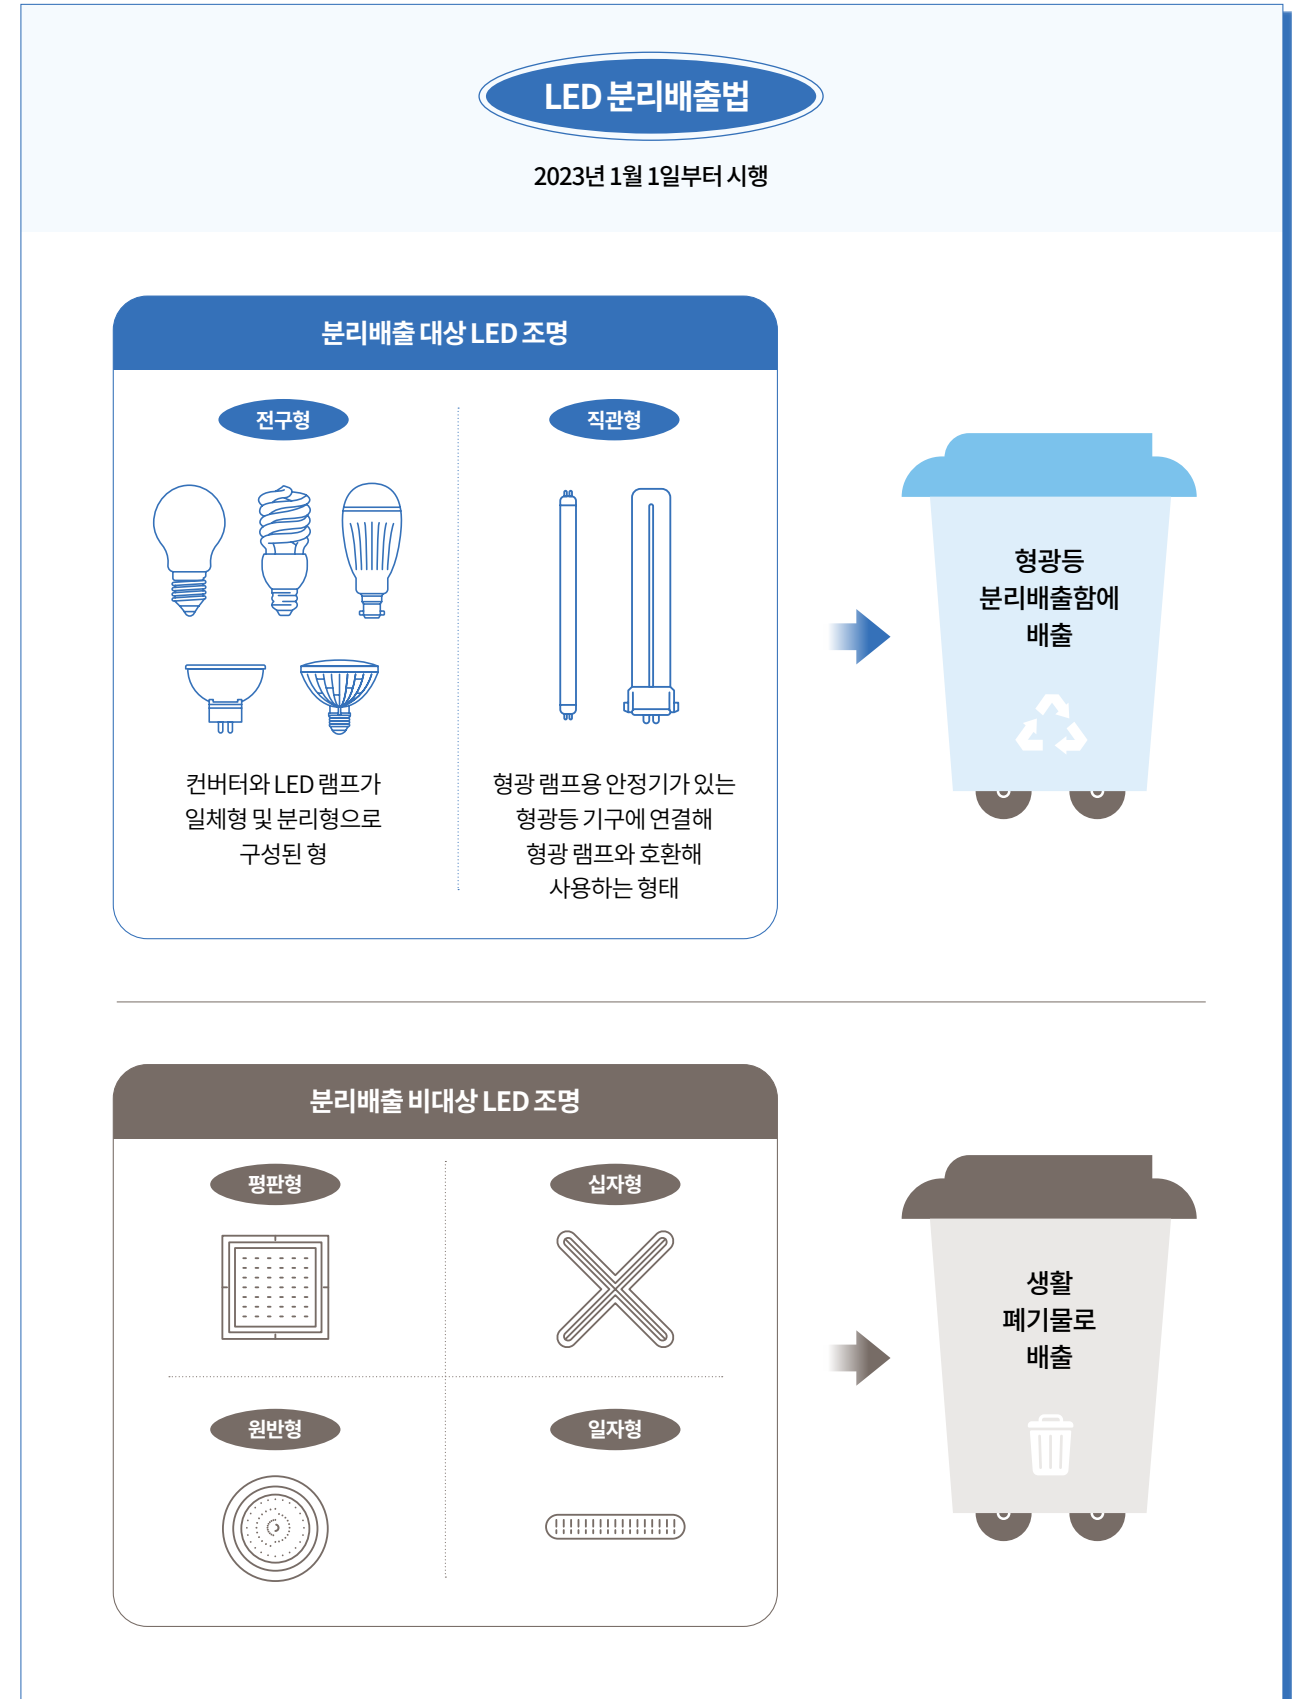 LED 분리배출법
2023년 1월 1일부터 시행
분리배출 대상 LED 조명
전구형
컨버터와 LED 램프가
일체형 및 분리형으로
구성된 형
직관형
형광 램프용 안정기가 있는
형광등 기구에 연결해
형광 램프와 호환해
사용하는 형태
형광등
분리배출함에
배출
분리배출 비대상 LED 조명
평판형
십자형
원반형
일자형
생활
폐기물로
배출